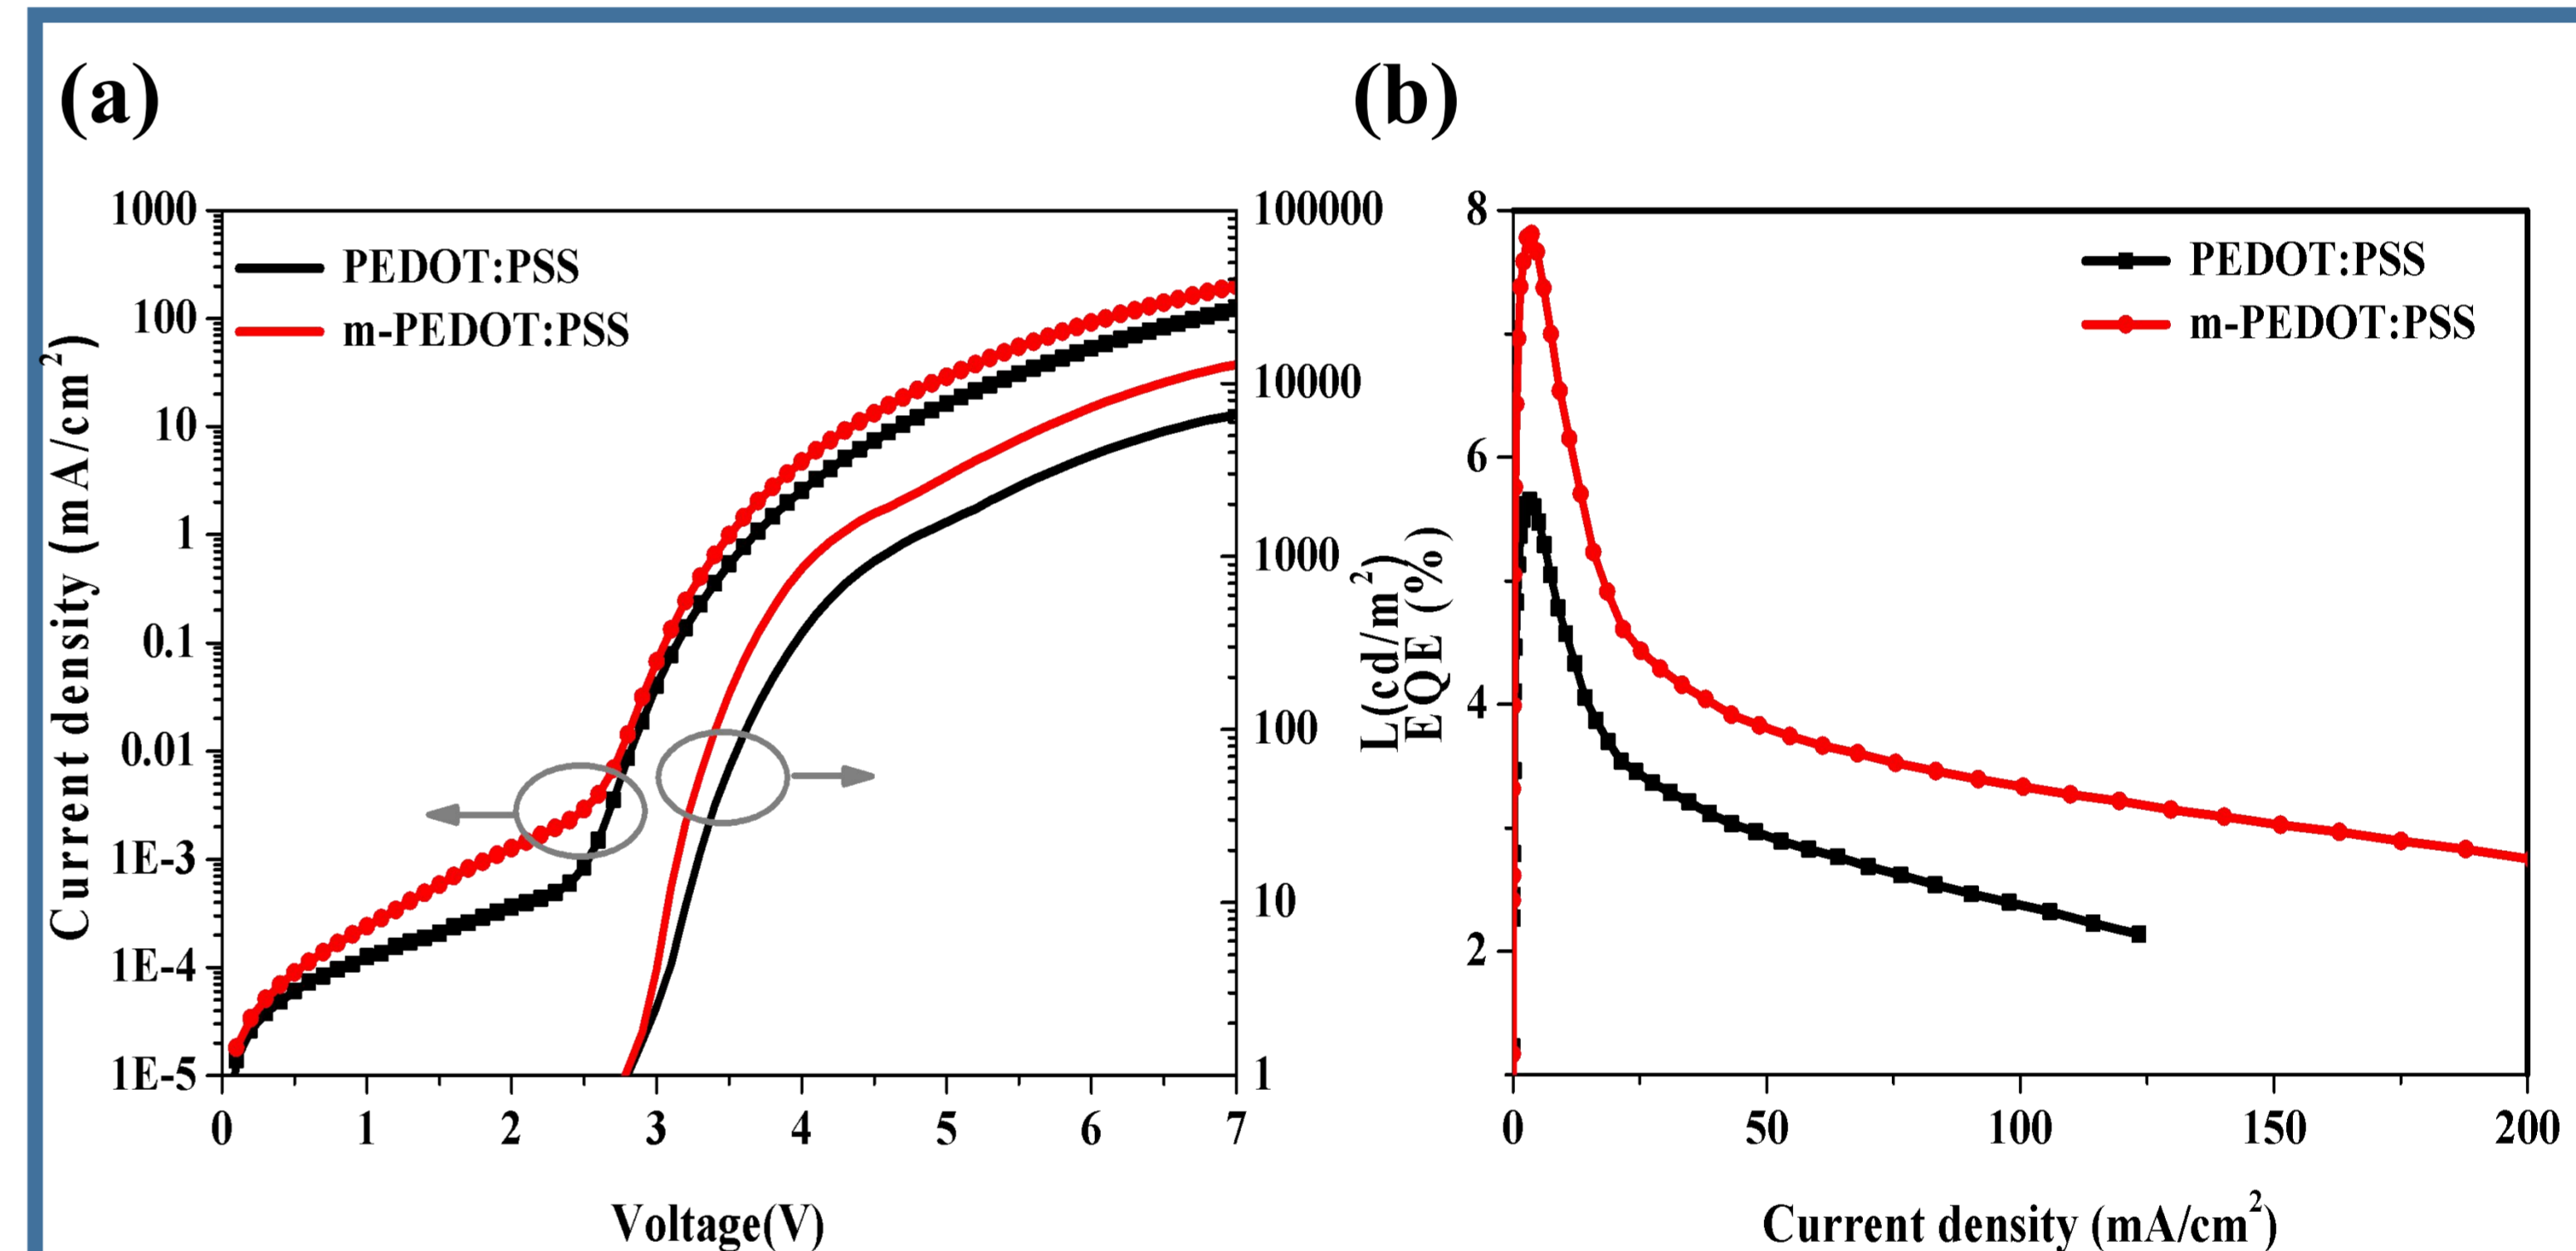 (a)
1000
100
10
1
0.1
0.01
1E-3
1E-4
1E-5
Current density (mA/cm²)
PEDOT:PSS
m-PEDOT:PSS
100000
10000
1000
100
10
1
L(cd/m²)
0 1 2 3 4 5 6 7
Voltage(V)
(b)
8
6
4
2
EQE (%)
PEDOT:PSS
m-PEDOT:PSS
0 50 100 150 200
Current density (mA/cm²)